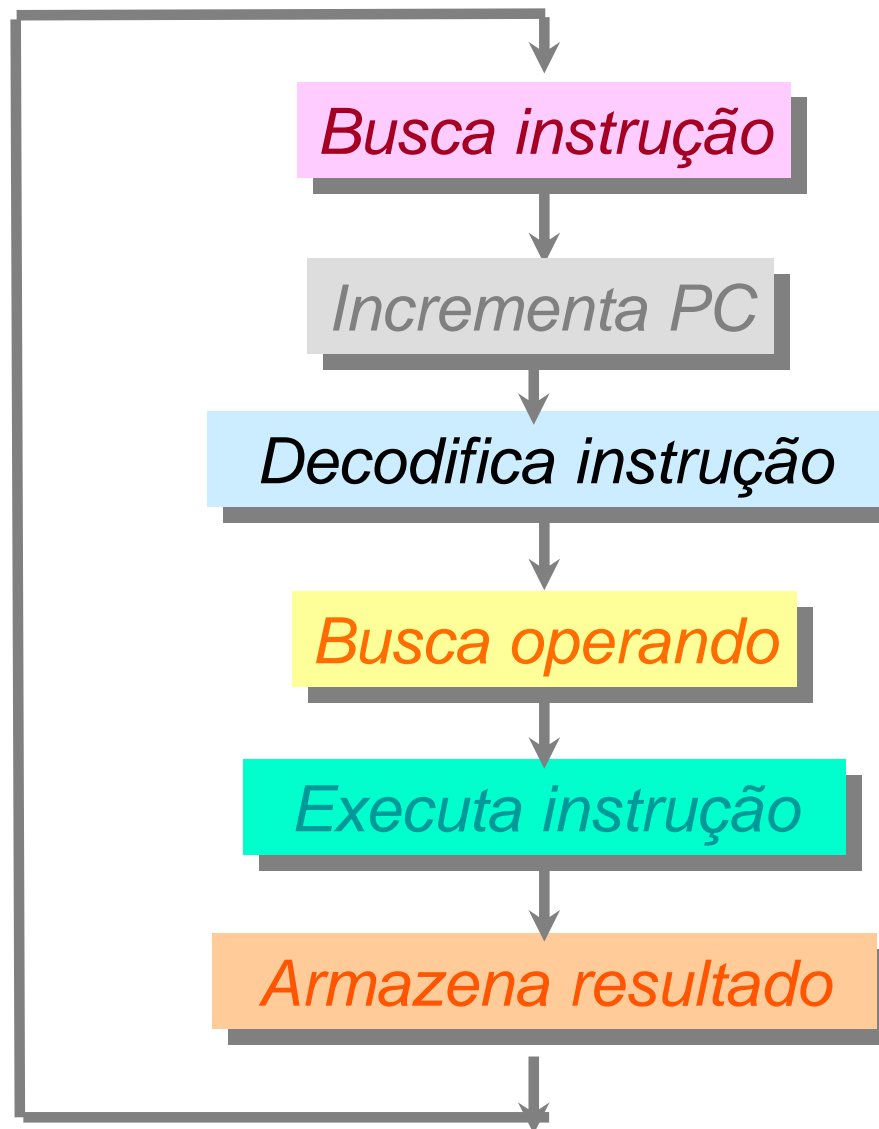 Busca instrução
Incrementa PC
Decodifica instrução
Busca operando
Executa instrução
Armazena resultado